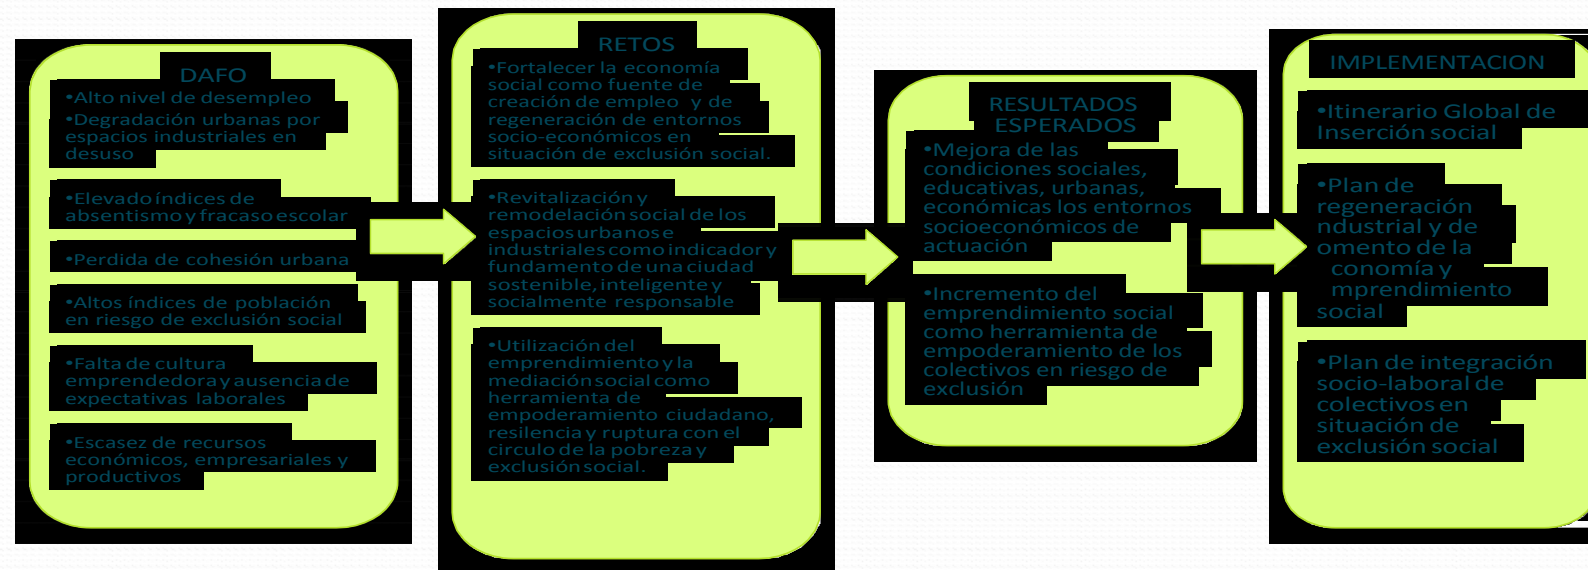 DAFO
•Alto nivel de desempleo
•Degradación urbanas por
espacios industriales en
desuso
•Elevado índices de
absentismo y fracaso escolar
•Perdida de cohesión urbana
•Altos índices de población
en riesgo de exclusión social
•Falta de cultura
emprendedora y ausencia de
expectativas laborales
•Escasez de recursos
económicos, empresariales y
productivos
RETOS
•Fortalecer la economía
social como fuente de
creación de empleo y de
regeneración de entornos
socio-económicos en
situación de exclusión social.
•Revitalización y
remodelación social de los
espacios urbanos e
industriales como indicador y
fundamento de una ciudad
sostenible, inteligente y
socialmente responsable
•Utilización del
emprendimiento y la
mediación social como
herramienta de
empoderamiento ciudadano,
resilencia y ruptura con el
circulo de la pobreza y
exclusión social.
RESULTADOS
ESPERADOS
•Mejora de las
condiciones sociales,
educativas, urbanas,
económicas los entornos
socioeconómicos de
actuación
•Incremento del
emprendimiento social
como herramienta de
empoderamiento de los
colectivos en riesgo de
exclusión
IMPLEMENTACION
•Itinerario Global de
Inserción social
•Plan de
regeneración
ndustrial y de
omento de la
conomía y
mprendimiento
social
•Plan de integración
socio-laboral de
colectivos en
situación de
exclusión social